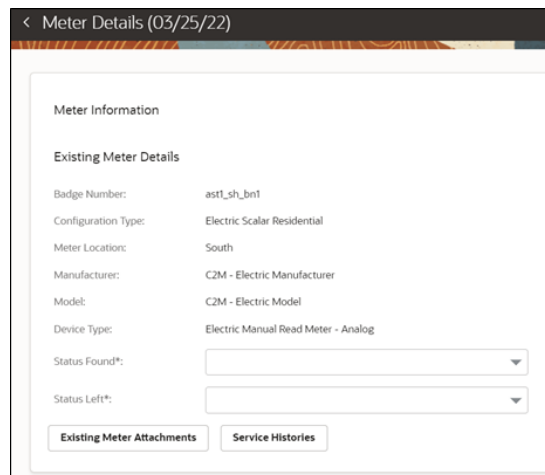 < Meter Details (03/25/22)
Meter Information
Existing Meter Details
Badge Number: ast1_sh_bn1
Configuration Type: Electric Scalar Residential
Meter Location: South
Manufacturer: C2M - Electric Manufacturer
Model: C2M - Electric Model
Device Type: Electric Manual Read Meter - Analog
Status Found*:
Status Left*:
Existing Meter Attachments Service Histories